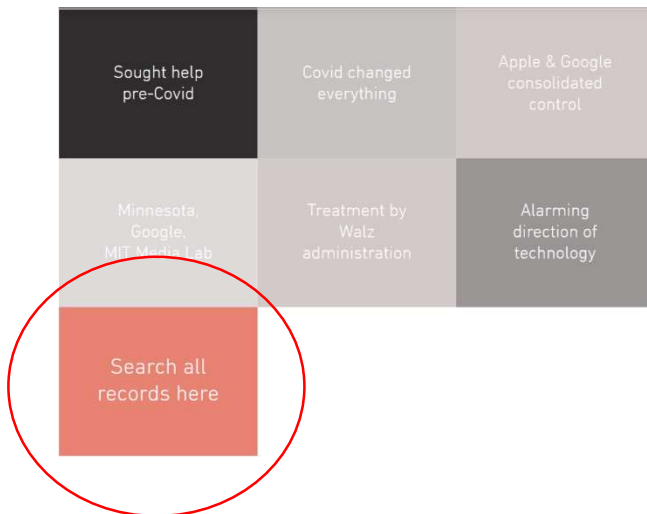 Sought help
pre-Covid
Covid changed
everything
Apple & Google
consolidated
control
Minnesota,
Google,
MIT Media Lab
Treatment by
Walz
administration
Alarming
direction of
technology
Search all
records here